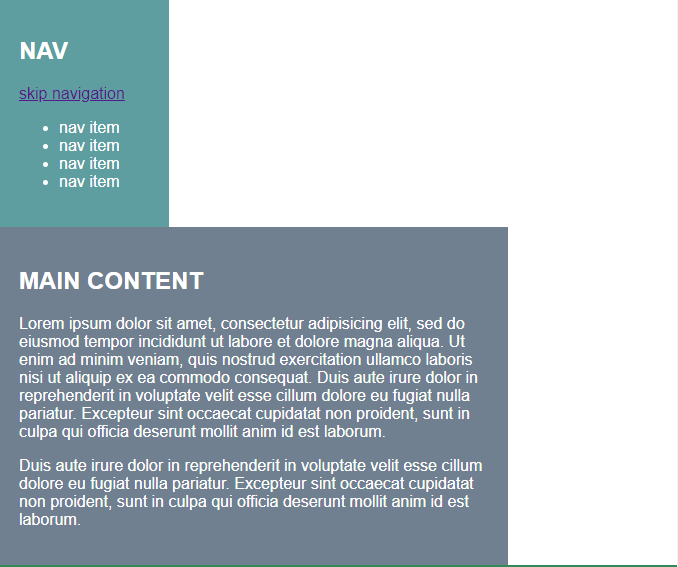 NAV
skip navigation
nav item
nav item
nav item
nav item
MAIN CONTENT
Lorem ipsum dolor sit amet, consectetur adipisicing elit, sed do
eiusmod tempor incididunt ut labore et dolore magna aliqua. Ut
enim ad minim veniam, quis nostrud exercitation ullamco laboris
nisi ut aliquip ex ea commodo consequat. Duis aute irure dolor in
reprehenderit in voluptate velit esse cillum dolore eu fugiat nulla
pariatur. Excepteur sint occaecat cupidatat non proident, sunt in
culpa qui officia deserunt mollit anim id est laborum.
Duis aute irure dolor in reprehenderit in voluptate velit esse cillum
dolore eu fugiat nulla pariatur. Excepteur sint occaecat cupidatat
non proident, sunt in culpa qui officia deserunt mollit anim id est
laborum.